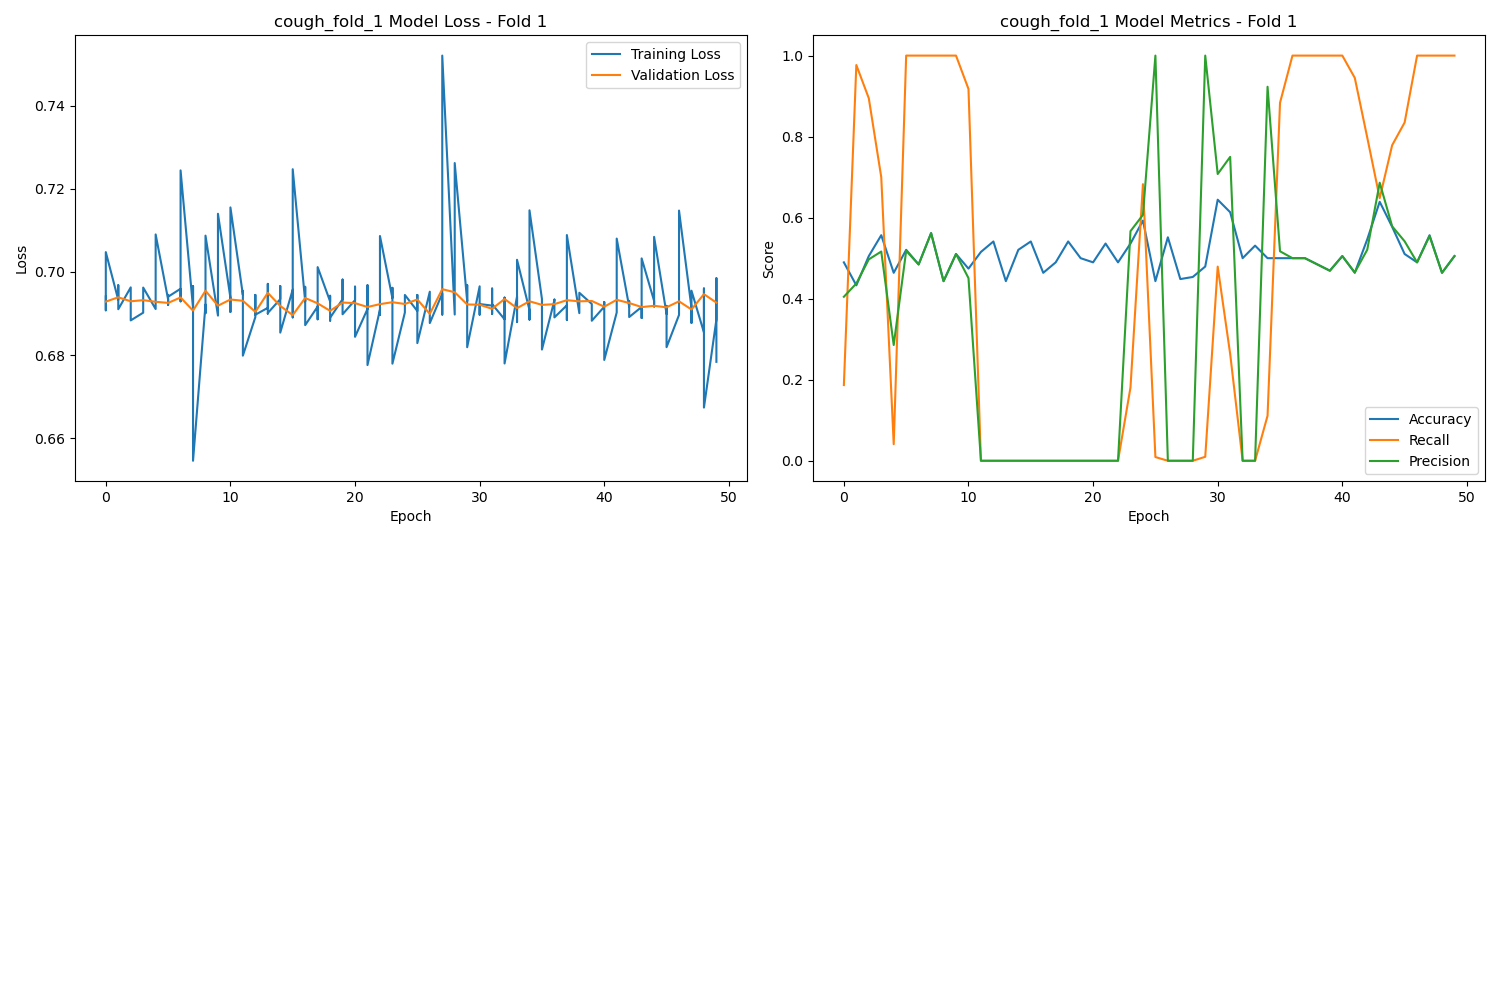 cough_fold_1 Model Loss - Fold 1
Training Loss
Validation Loss
0.74
0.72
0.70
0.68
0.66
Loss
0
10
20
30
40
50
Epoch
cough_fold_1 Model Metrics - Fold 1
1.0
0.8
0.6
0.4
0.2
0.0
Score
Accuracy
Recall
Precision
0
10
20
30
40
50
Epoch